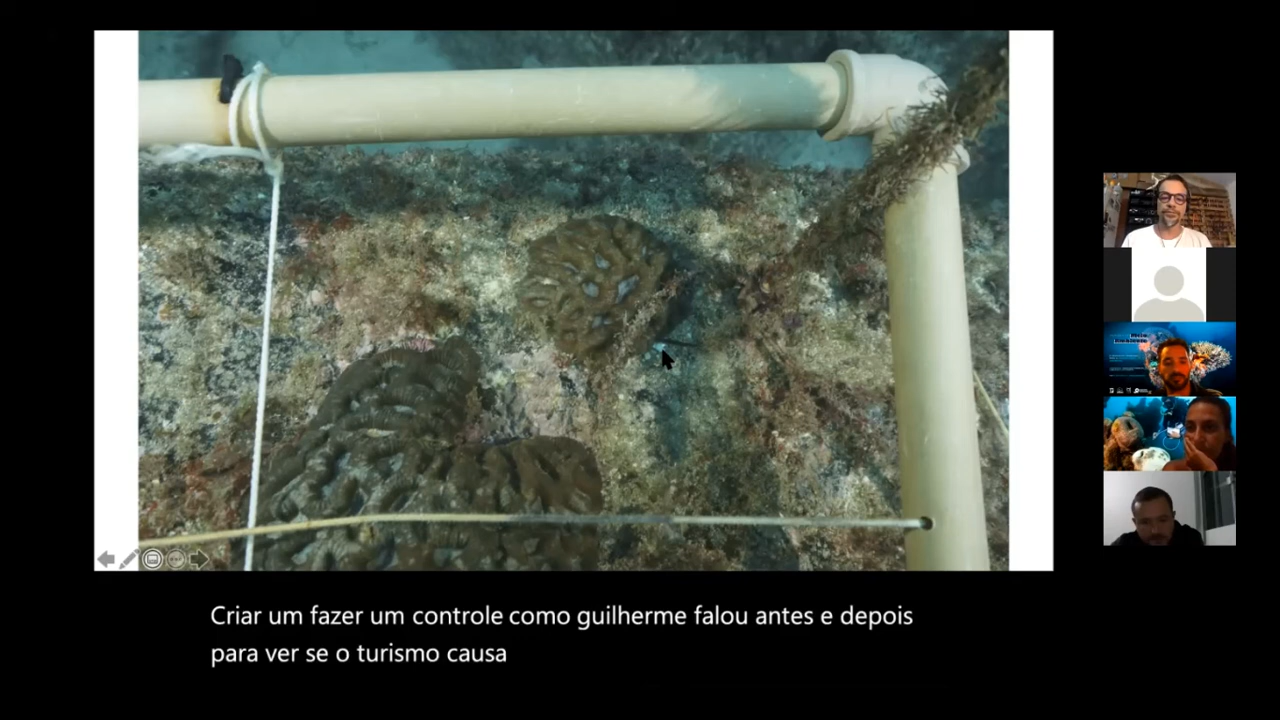 Criar um fazer um controle como guilherme falou antes e depois
para ver se o turismo causa